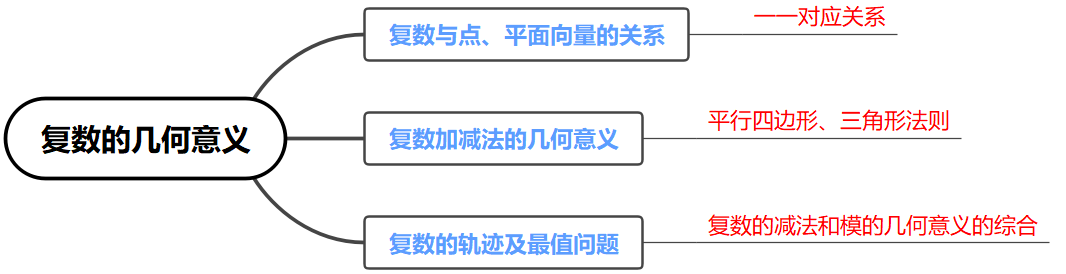 复数的几何意义
复数与点、平面向量的关系
一一对应关系
复数加减法的几何意义
平行四边形、三角形法则
复数的轨迹及最值问题
复数的减法和模的几何意义的综合